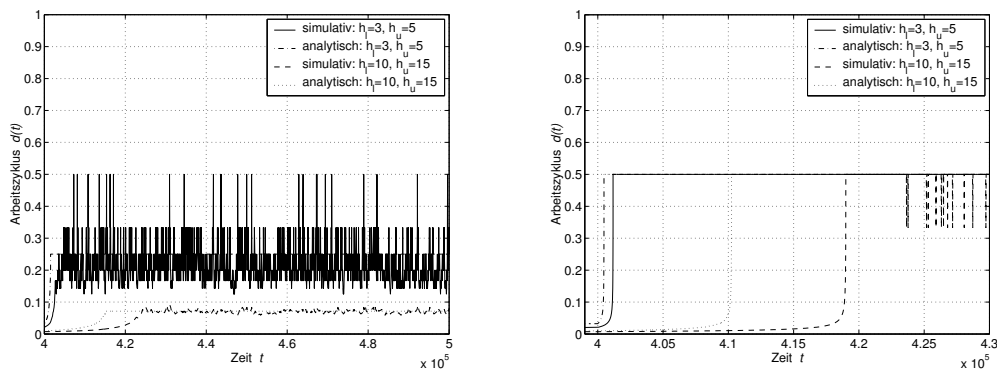 1
0.9
0.8
0.7
0.6
0.5
0.4
0.3
0.2
0.1
0
Arbeitszyklus d(t)
simulativ: h_l=3, h_u=5
analytisch: h_l=3, h_u=5
simulativ: h_l=10, h_u=15
analytisch: h_l=10, h_u=15
4 4.2 4.4 4.6 4.8 5
Zeit t
x 10^5
1
0.9
0.8
0.7
0.6
0.5
0.4
0.3
0.2
0.1
0
Arbeitszyklus d(t)
simulativ: h_l=3, h_u=5
analytisch: h_l=3, h_u=5
simulativ: h_l=10, h_u=15
analytisch: h_l=10, h_u=15
4 4.05 4.1 4.15 4.2 4.25 4.3
Zeit t
x 10^5